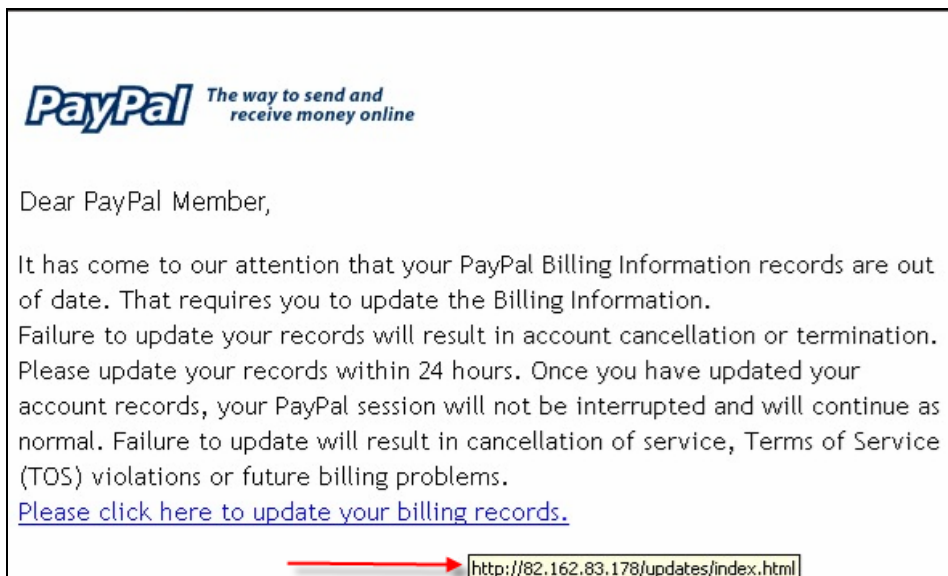 PayPal The way to send and
receive money online
Dear PayPal Member,
It has come to our attention that your PayPal Billing Information records are out
of date. That requires you to update the Billing Information.
Failure to update your records will result in account cancellation or termination.
Please update your records within 24 hours. Once you have updated your
account records, your PayPal session will not be interrupted and will continue as
normal. Failure to update will result in cancellation of service, Terms of Service
(TOS) violations or future billing problems.
Please click here to update your billing records.
http://82.162.83.178/updates/index.html